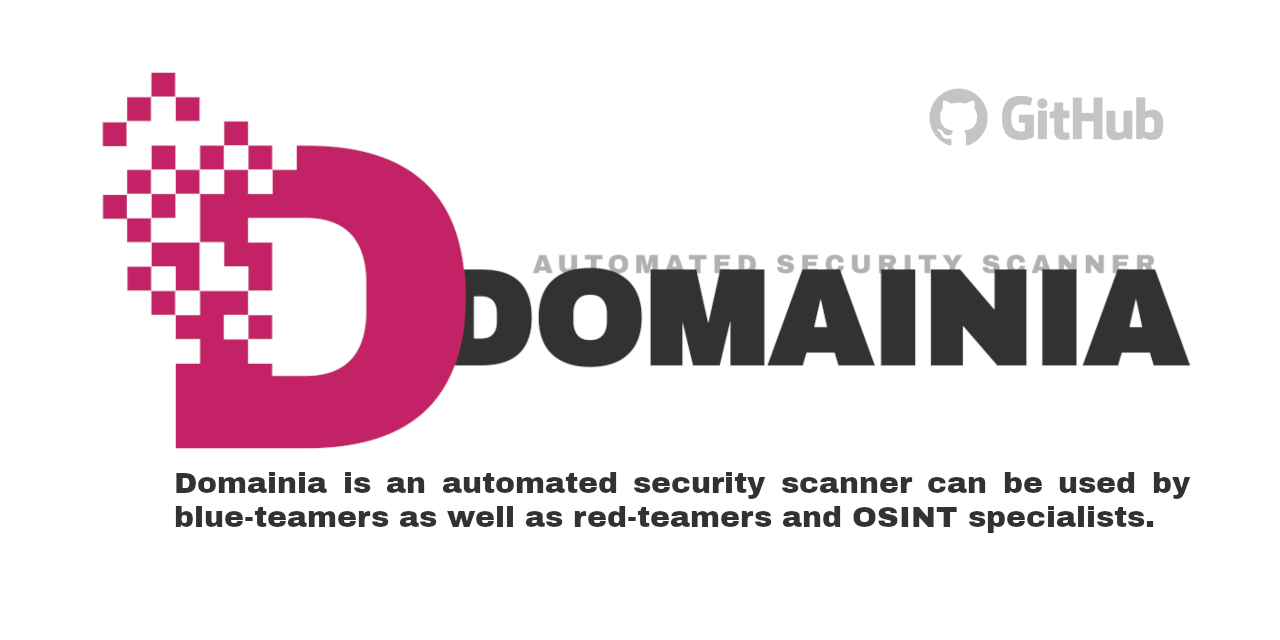 GitHub
AUTOMATED SECURITY SCANNER
DDOMAINIA
Domainia is an automated security scanner can be used by
blue-teamers as well as red-teamers and OSINT specialists.